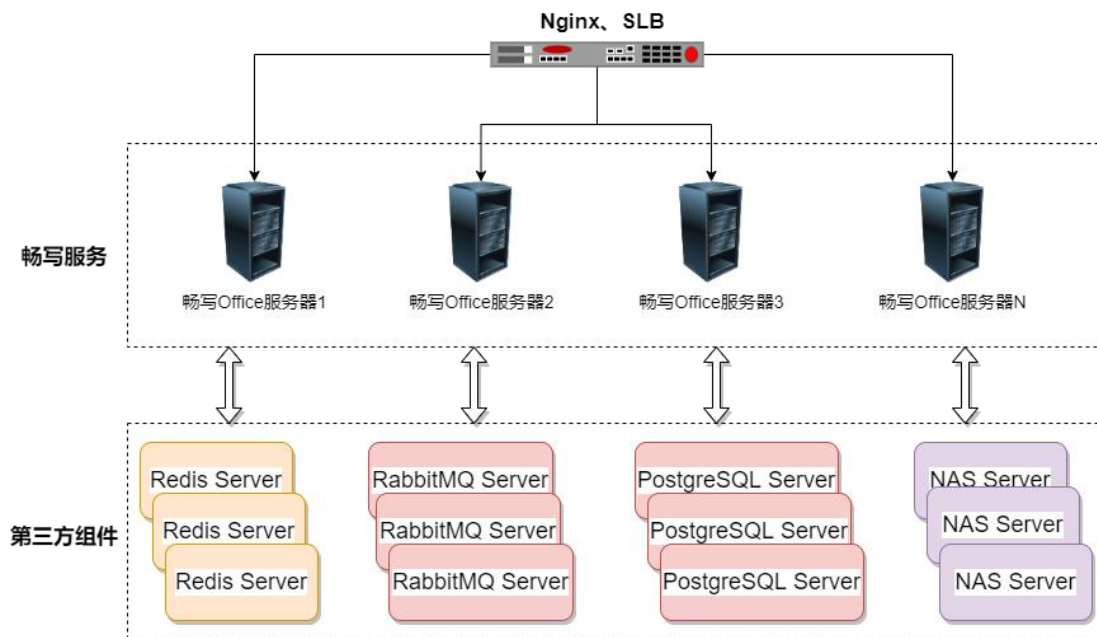 Nginx、SLB
畅写服务
畅写Office服务器1
畅写Office服务器2
畅写Office服务器3
畅写Office服务器N
第三方组件
Redis Server
Redis Server
Redis Server
RabbitMQ Server
RabbitMQ Server
RabbitMQ Server
PostgreSQL Server
PostgreSQL Server
PostgreSQL Server
NAS Server
NAS Server
NAS Server